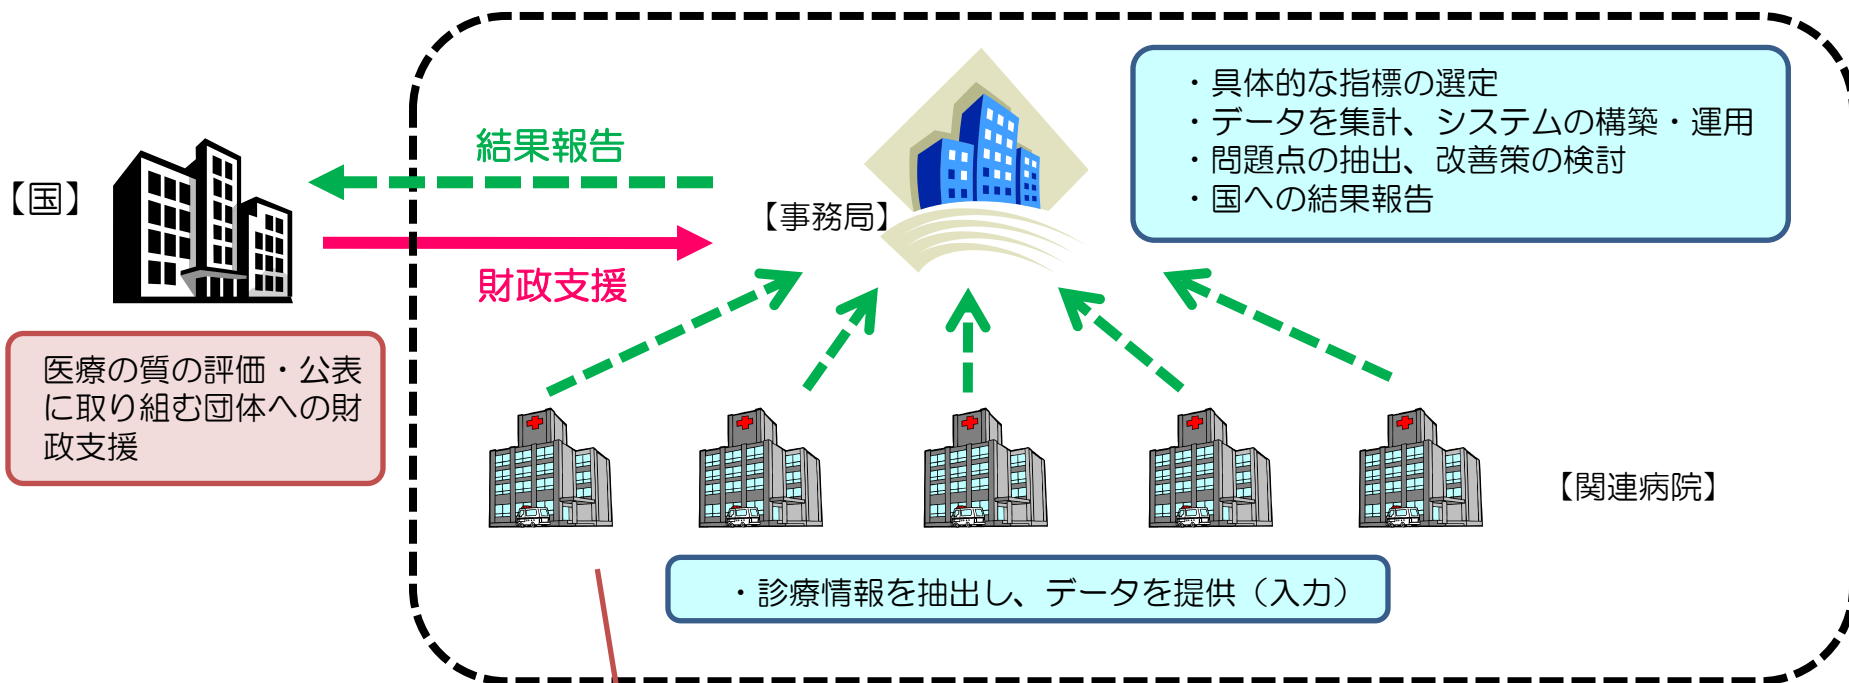 ・具体的な指標の選定
・データを集計、システムの構築・運用
・問題点の抽出、改善策の検討
・国への結果報告
結果報告
【国】
【事務局】
財政支援
医療の質の評価・公表
に取り組む団体への財
政支援
【関連病院】
・診療情報を抽出し、データを提供（入力）